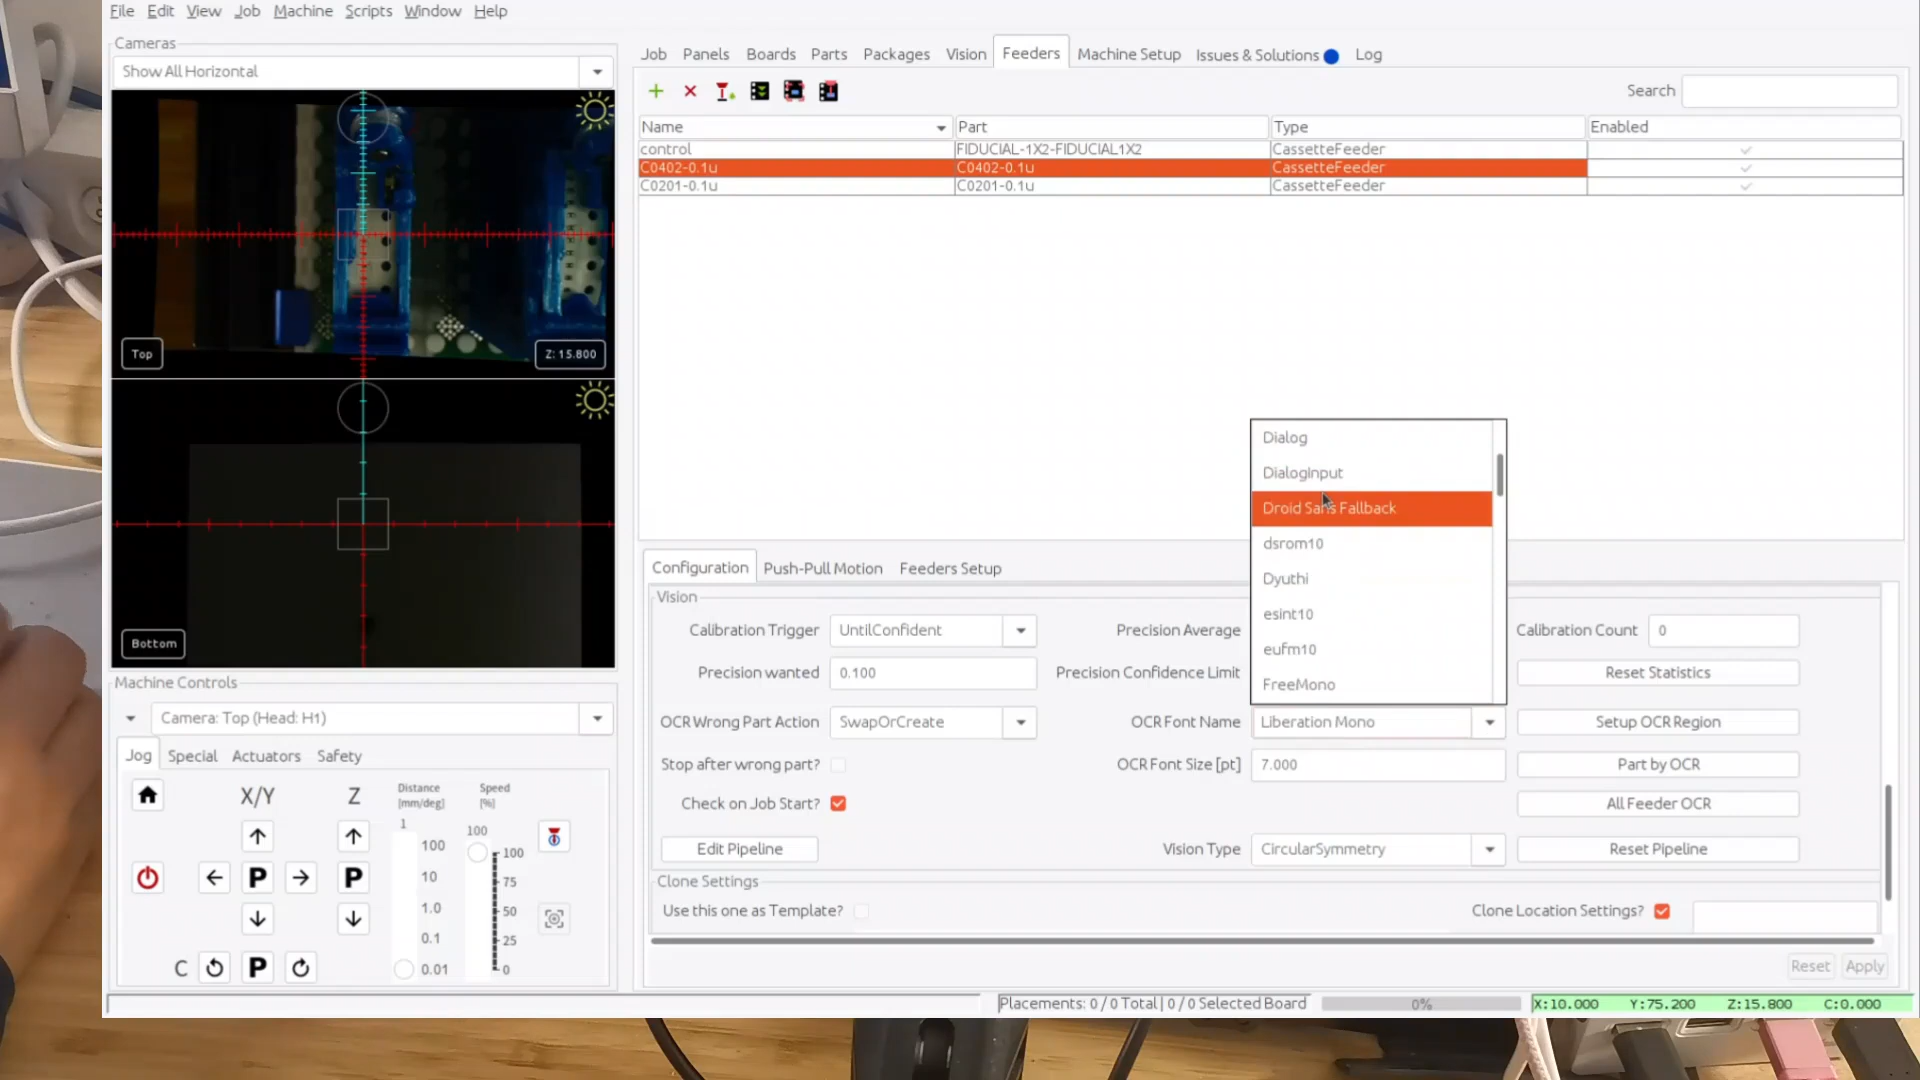 File Edit View Job Machine Scripts Window Help
Cameras
Show All Horizontal
Top
Z: 15.800
Bottom
Machine Controls
Camera: Top (Head: H1)
Jog Special Actuators Safety
X/Y Z
Distance [mm/deg]
Speed [%]
1
100
10
1.0
0.1
0.01
100
100
75
50
25
0
P P
C P
Job Panels Boards Parts Packages Vision Feeders Machine Setup Issues & Solutions Log
Search
Name Part Type Enabled
control FIDUCIAL-1X2-FIDUCIAL1X2 CassetteFeeder
C0402-0.1u C0402-0.1u CassetteFeeder
C0201-0.1u C0201-0.1u CassetteFeeder
Dialog
DialogInput
Droid Sans Fallback
dsrom10
Dyuthi
esint10
eufm10
FreeMono
Configuration Push-Pull Motion Feeders Setup
Vision
Calibration Trigger UntilConfident Precision Average Calibration Count 0
Precision wanted 0.100 Precision Confidence Limit Reset Statistics
OCR Wrong Part Action SwapOrCreate OCR Font Name Liberation Mono Setup OCR Region
Stop after wrong part? OCR Font Size [pt] 7.000 Part by OCR
Check on Job Start? All Feeder OCR
Edit Pipeline Vision Type CircularSymmetry Reset Pipeline
Clone Settings
Use this one as Template? Clone Location Settings?
Reset Apply
Placements: 0 / 0 Total | 0 / 0 Selected Board 0% X:10.000 Y:75.200 Z:15.800 C:0.000